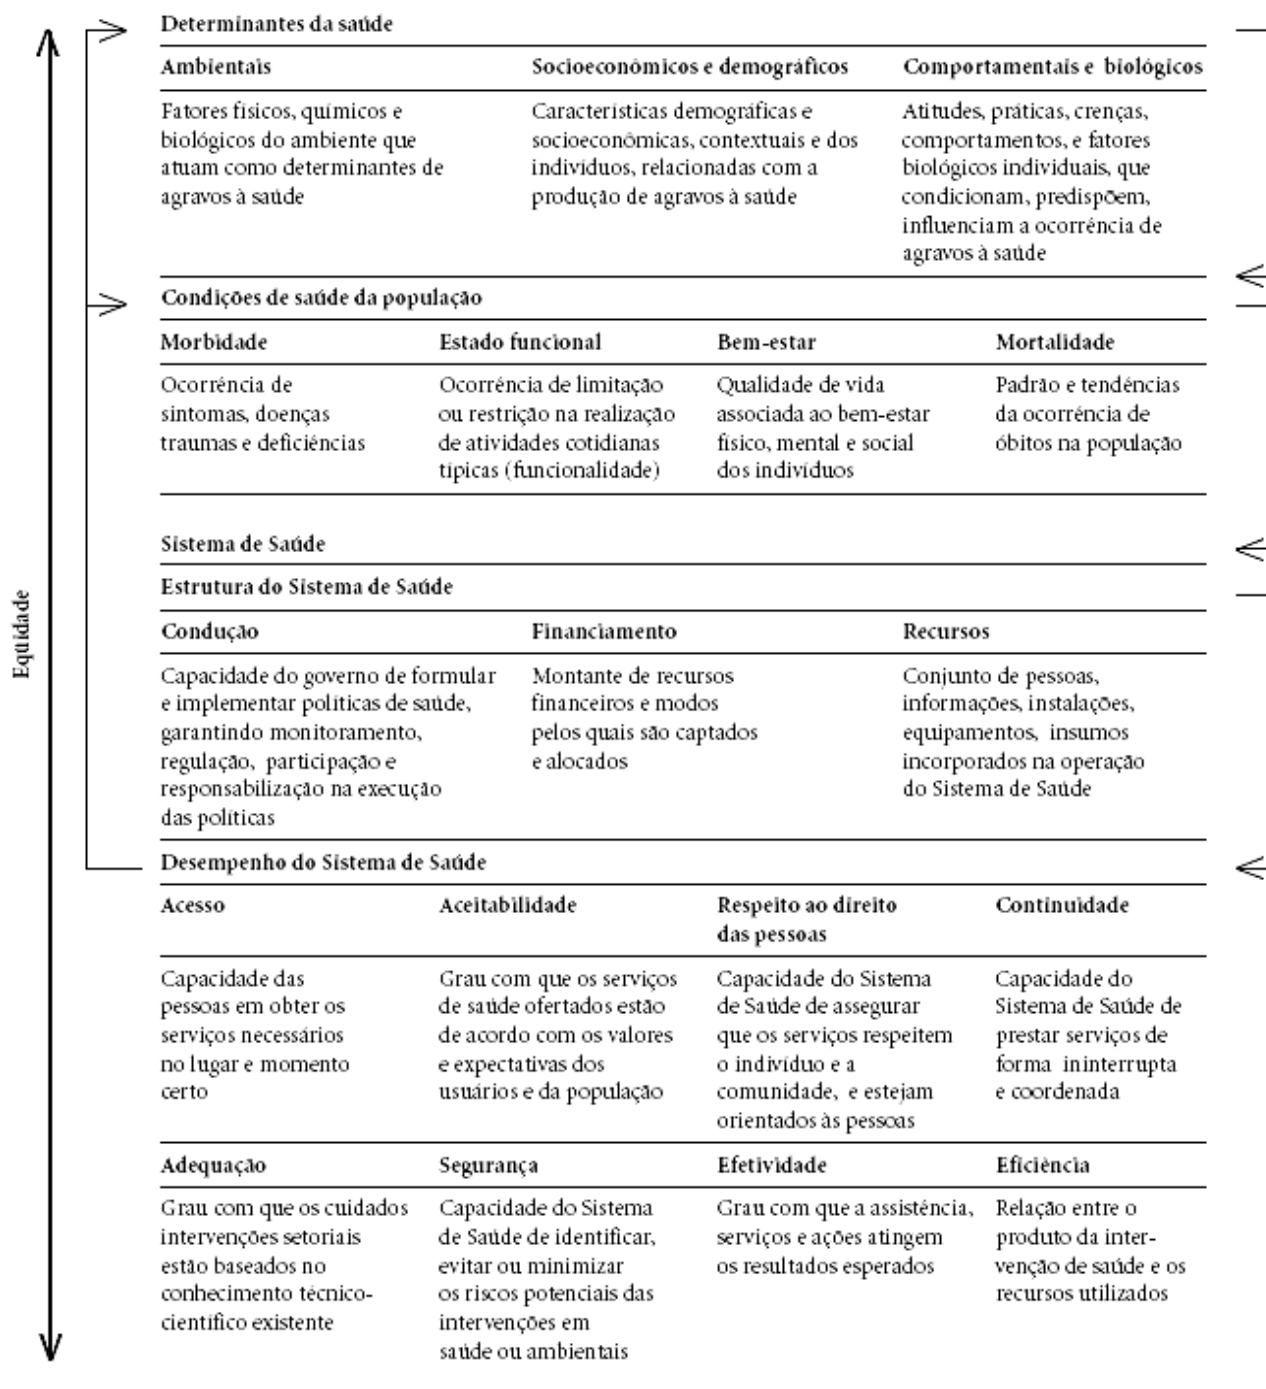 Determinantes da saúde
Ambientais
Fatores físicos, químicos e
biológicos do ambiente que
atuam como determinantes de
agravos à saúde
Socioeconômicos e demográficos
Características demográficas e
socioeconômicas, contextuais e dos
indivíduos, relacionadas com a
produção de agravos à saúde
Comportamentais e biológicos
Atitudes, práticas, crenças,
comportamentos, e fatores
biológicos individuais, que
condicionam, predispõem,
influenciam a ocorrência de
agravos à saúde
Condições de saúde da população
Morbidade
Ocorrência de
sintomas, doenças
traumas e deficiências
Estado funcional
Ocorrência de limitação
ou restrição na realização
de atividades cotidianas
típicas (funcionalidade)
Bem-estar
Qualidade de vida
associada ao bem-estar
físico, mental e social
dos indivíduos
Mortalidade
Padrão e tendências
da ocorrência de
óbitos na população
Sistema de Saúde
Estrutura do Sistema de Saúde
Condução
Capacidade do governo de formular
e implementar políticas de saúde,
garantindo monitoramento,
regulação, participação e
responsabilização na execução
das políticas
Financiamento
Montante de recursos
financeiros e modos
pelos quais são captados
e alocados
Recursos
Conjunto de pessoas,
informações, instalações,
equipamentos, insumos
incorporados na operação
do Sistema de Saúde
Desempenho do Sistema de Saúde
Acesso
Capacidade das
pessoas em obter os
serviços necessários
no lugar e momento
certo
Aceitabilidade
Grau com que os serviços
de saúde ofertados estão
de acordo com os valores
e expectativas dos
usuários e da população
Respeito ao direito
das pessoas
Capacidade do Sistema
de Saúde de assegurar
que os serviços respeitem
o indivíduo e a
comunidade, e estejam
orientados às pessoas
Continuidade
Capacidade do
Sistema de Saúde de
prestar serviços de
forma ininterrupta
e coordenada
Adequação
Grau com que os cuidados
intervenções setoriais
estão baseados no
conhecimento técnico-
científico existente
Segurança
Capacidade do Sistema
de Saúde de identificar,
evitar ou minimizar
os riscos potenciais das
intervenções em
saúde ou ambientais
Efetividade
Grau com que a assistência,
serviços e ações atingem
os resultados esperados
Eficiência
Relação entre o
produto da inter-
venção de saúde e os
recursos utilizados
Equidade